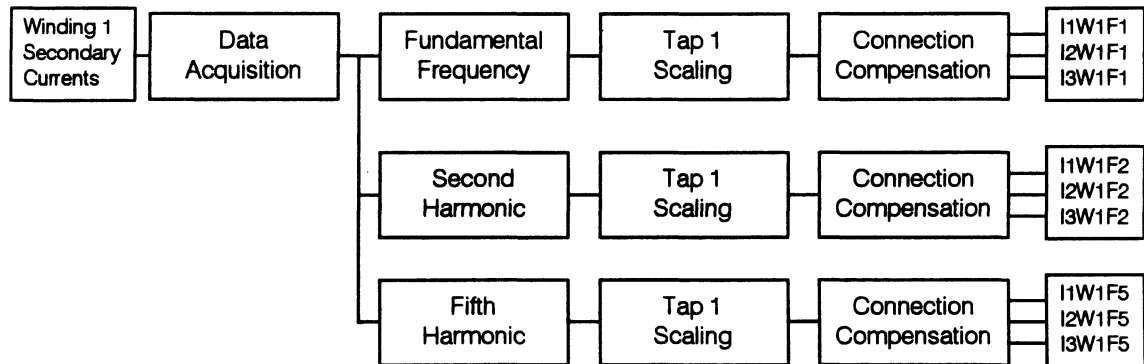 Winding 1
Secondary
Currents
Data
Acquisition
Fundamental
Frequency
Tap 1
Scaling
Connection
Compensation
I1W1F1
I2W1F1
I3W1F1
Second
Harmonic
Tap 1
Scaling
Connection
Compensation
I1W1F2
I2W1F2
I3W1F2
Fifth
Harmonic
Tap 1
Scaling
Connection
Compensation
I1W1F5
I2W1F5
I3W1F5